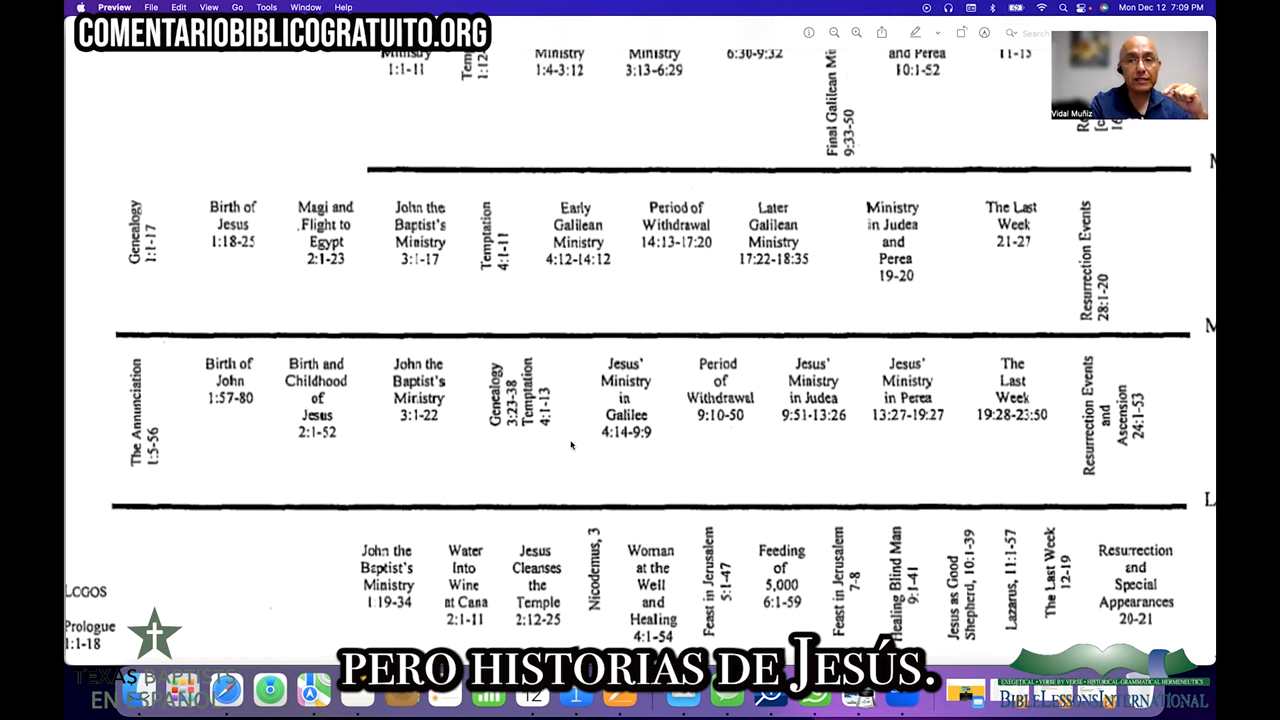 Preview File Edit View Go Tools Window Help
Mon Dec 12 7:09 PM
COMENTARIOBIBLICOGRATUITO.ORG
Search
Ministry
1:1-11
Ministry
1:4-3:12
Ministry
3:13-6:29
6:30-9:32
Final Galilean
9:33-50
and Perea
10:1-52
11-15
Vidal Muñiz
Genealogy
1:1-17
Birth of
Jesus
1:18-25
Magi and
Flight to
Egypt
2:1-23
John the
Baptist's
Ministry
3:1-17
Temptation
4:1-11
Early
Galilean
Ministry
4:12-14:12
Period of
Withdrawal
14:13-17:20
Later
Galilean
Ministry
17:22-18:35
Ministry
in Judea
and
Perea
19-20
The Last
Week
21-27
Resurrection Events
28:1-20
The Annunciation
1:5-56
Birth of
John
1:57-80
Birth and
Childhood
of
Jesus
2:1-52
John the
Baptist's
Ministry
3:1-22
Genealogy
3:23-38
Temptation
4:1-13
Jesus'
Ministry
in
Galilee
4:14-9:9
Period
of
Withdrawal
9:10-50
Jesus'
Ministry
in Judea
9:51-13:26
Jesus'
Ministry
in Perea
13:27-19:27
The
Last
Week
19:28-23:50
Resurrection Events
and
Ascension
24:1-53
LOGOS
Prologue
1:1-18
John the
Baptist's
Ministry
1:19-34
Water
Into
Wine
at Cana
2:1-11
Jesus
Cleanses
the
Temple
2:12-25
Nicodemus, 3
Woman
at the
Well
and
Healing
4:1-54
Feast in Jerusalem
5:1-47
Feeding
of
5,000
6:1-59
Feast in Jerusalem
7-8
Healing Blind Man
9:1-41
Jesus as Good
Shepherd, 10:1-39
Lazarus, 11:1-57
The Last Week
12-19
Resurrection
and
Special
Appearances
20-21
PERO HISTORIAS DE JESÚS.
TEXAS BAPTISTS
EN ESPAÑOL
12
EXEGETICAL • VERSE BY VERSE • HISTORICAL-GRAMMATICAL HERMENEUTICS
BIBLELESSONSINTERNATIONAL